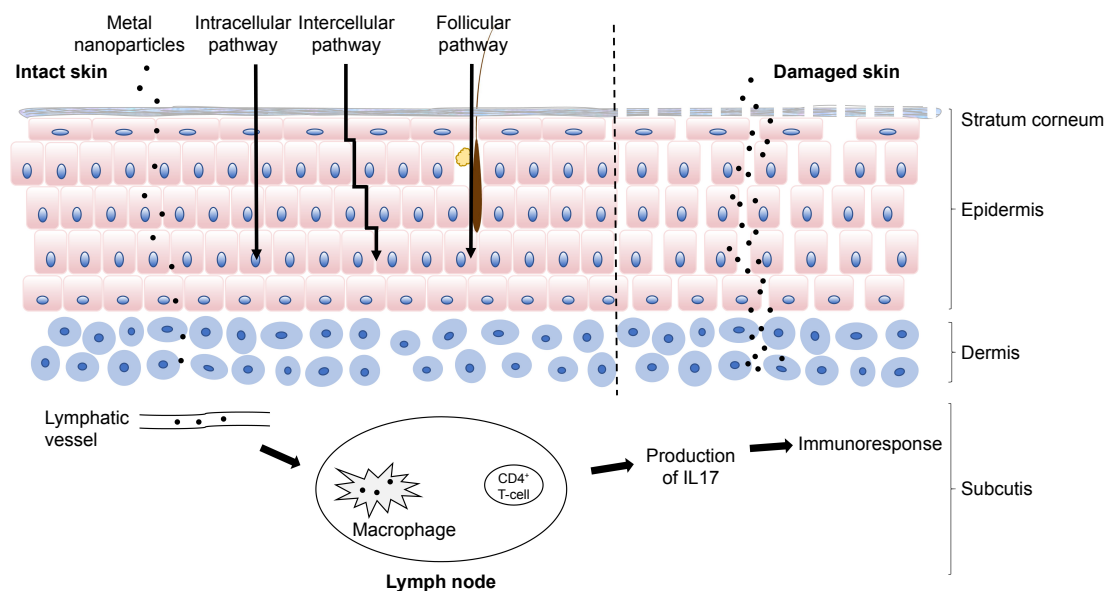 Metal
nanoparticles
Intracellular
pathway
Intercellular
pathway
Follicular
pathway
Intact skin
Damaged skin
Stratum corneum
Epidermis
Dermis
Lymphatic
vessel
Macrophage
CD4⁺
T-cell
Lymph node
Production
of IL17
Immunoresponse
Subcutis